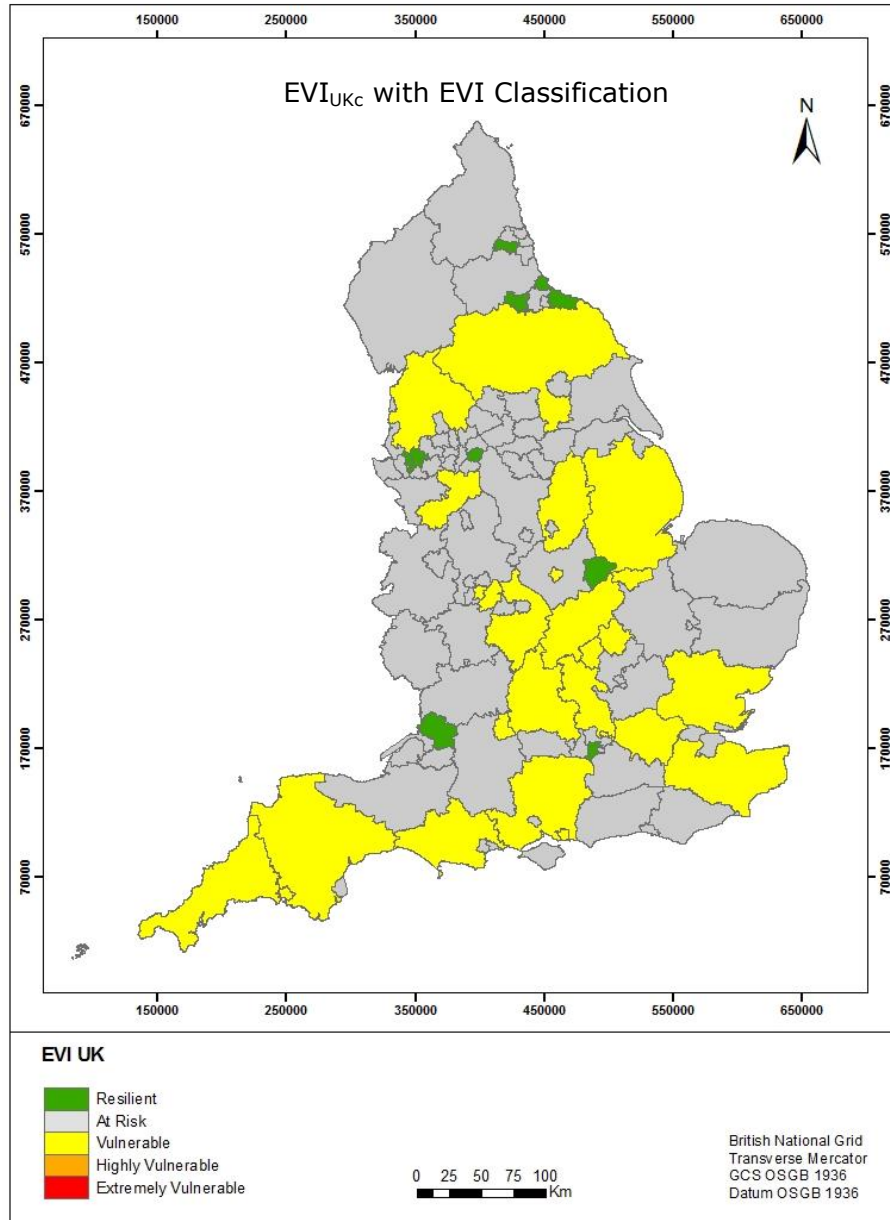 150000 250000 350000 450000 550000 650000
EVIUKc with EVI Classification
N
670000 670000
570000 570000
470000 470000
370000 370000
270000 270000
170000 170000
70000 70000
150000 250000 350000 450000 550000 650000
EVI UK
Resilient
At Risk
Vulnerable
Highly Vulnerable
Extremely Vulnerable
0 25 50 75 100
Km
British National Grid
Transverse Mercator
GCS OSGB 1936
Datum OSGB 1936